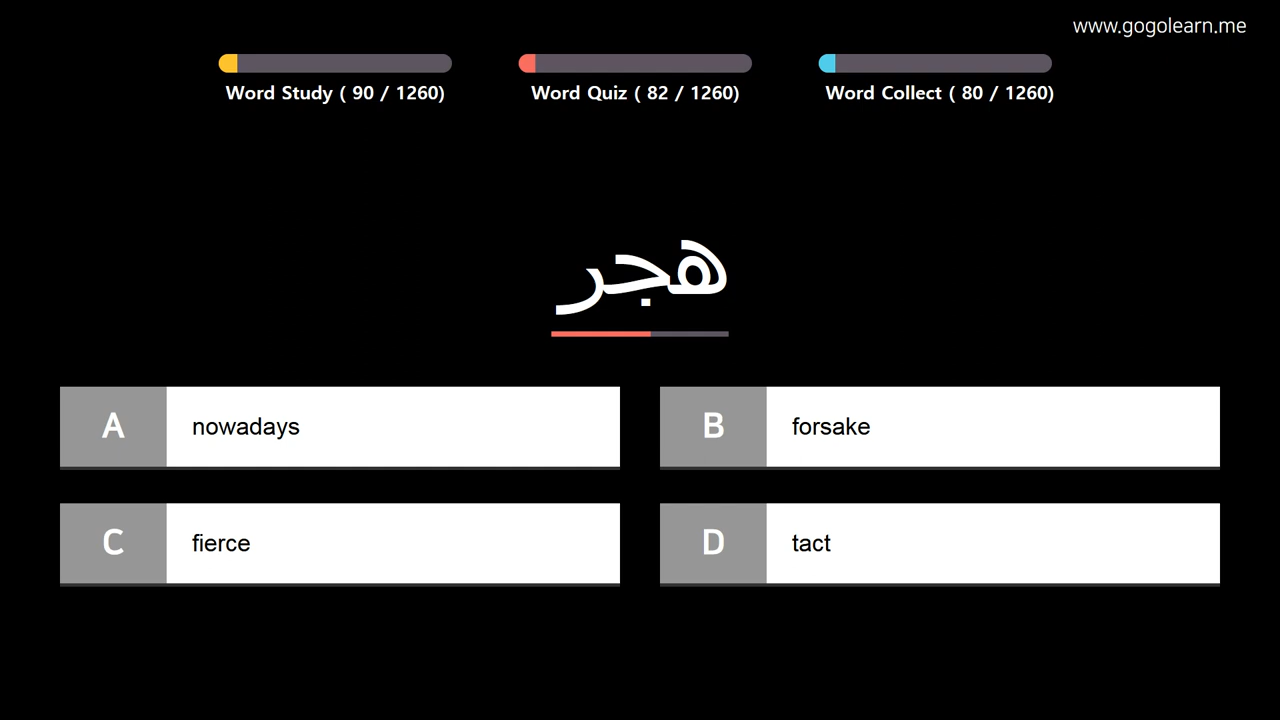 www.gogolearn.me
Word Study ( 90 / 1260)
Word Quiz ( 82 / 1260)
Word Collect ( 80 / 1260)
هجر
A nowadays
B forsake
C fierce
D tact